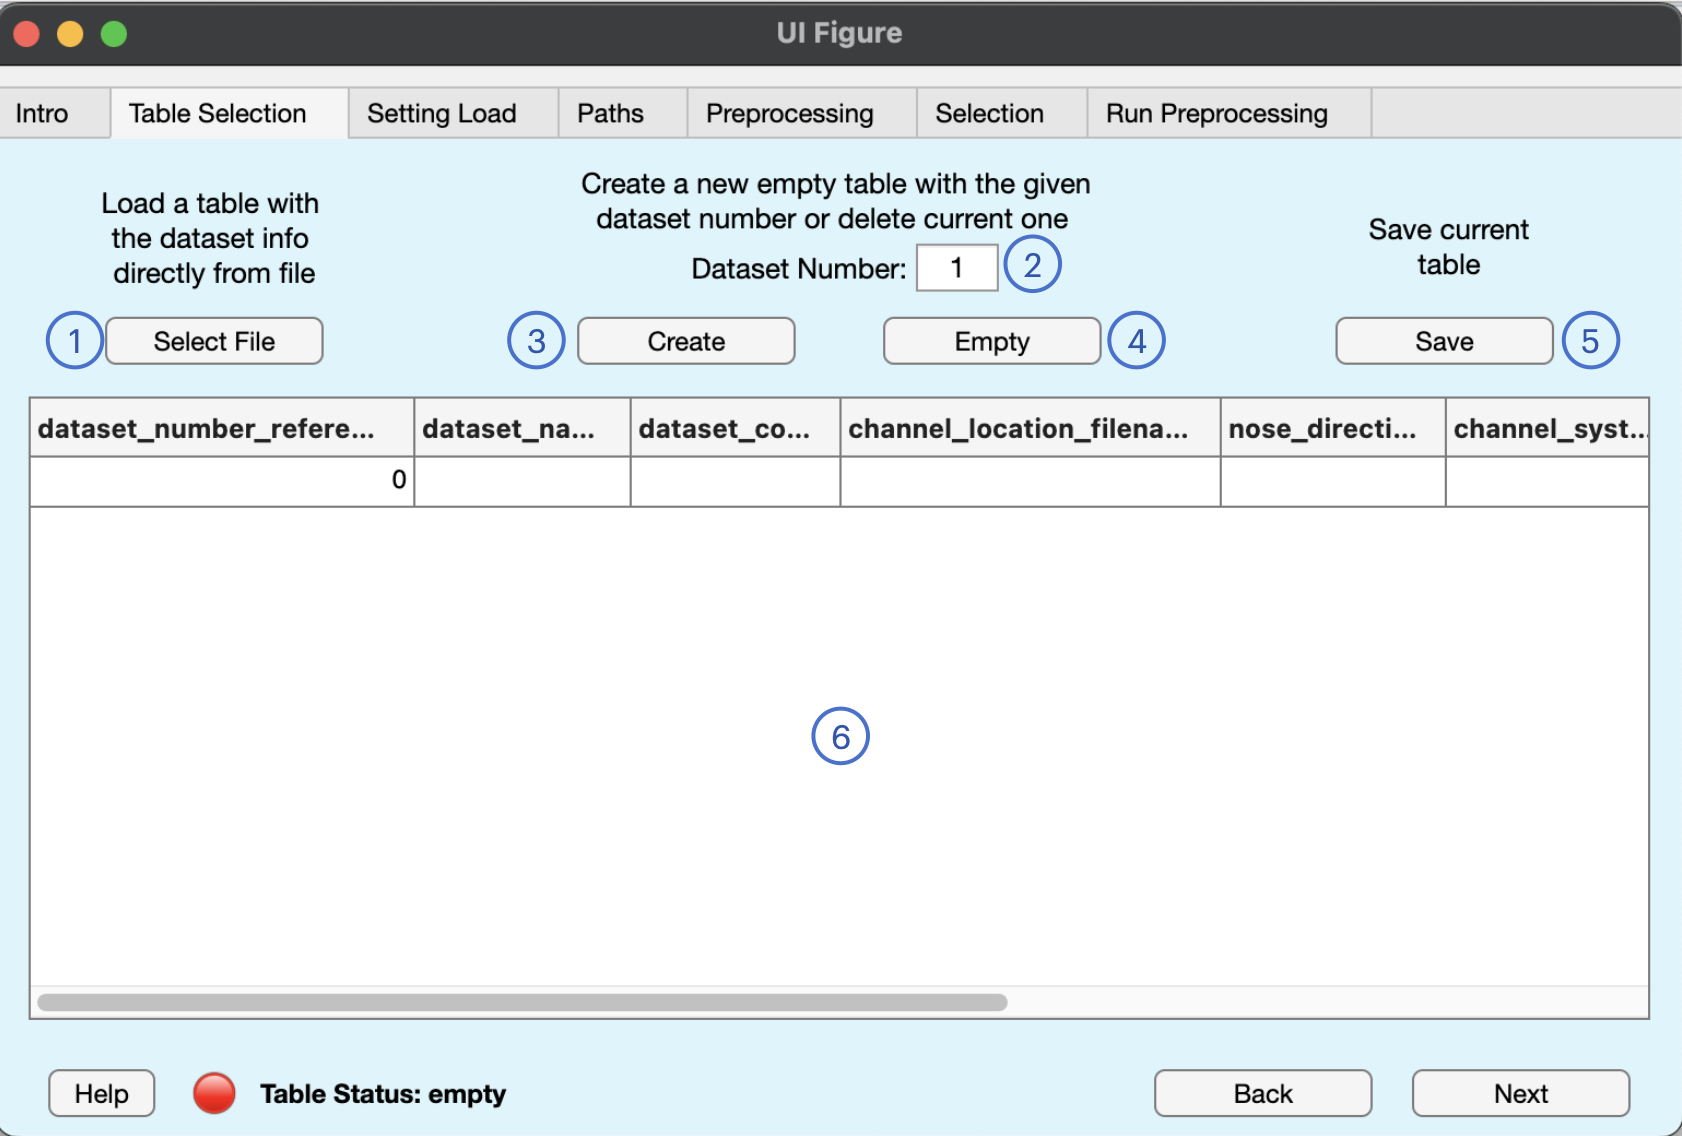 UI Figure
Intro
Table Selection
Setting Load
Paths
Preprocessing
Selection
Run Preprocessing
Load a table with
the dataset info
directly from file
Create a new empty table with the given
dataset number or delete current one
Dataset Number: 1 2
Save current
table
1 Select File
3 Create
Empty 4
Save 5
dataset_number_refere... dataset_na... dataset_co... channel_location_filena... nose_directi... channel_syst...
0
6
Help
Table Status: empty
Back
Next